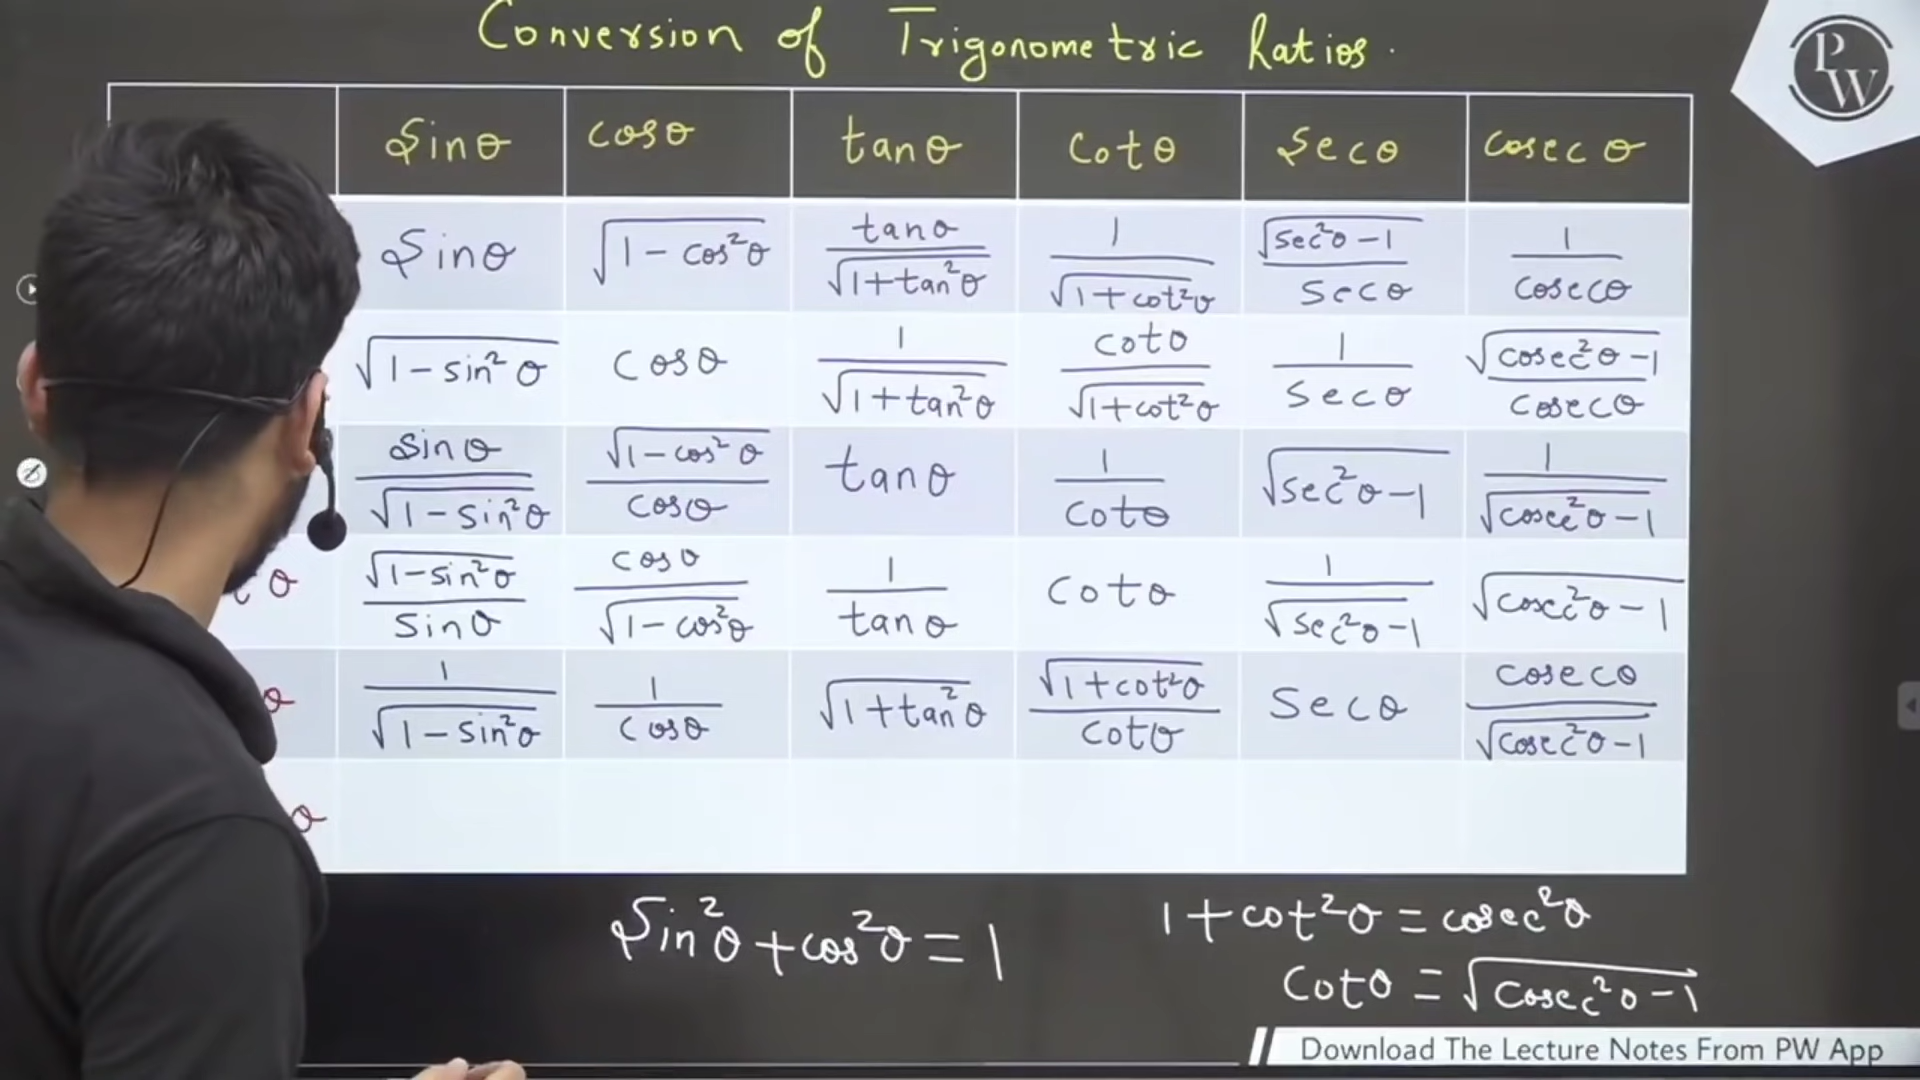 Conversion of Trigonometric Ratios.
PW
Sinθ cosθ tanθ Cotθ Secθ cosecθ
Sinθ √(1-cos²θ) tanθ/√(1+tan²θ) 1/√(1+cot²θ) √(sec²θ-1)/secθ 1/cosecθ
√(1-sin²θ) cosθ 1/√(1+tan²θ) cotθ/√(1+cot²θ) 1/secθ √(cosec²θ-1)/cosecθ
sinθ/√(1-sin²θ) √(1-cos²θ)/cosθ tanθ 1/cotθ √(sec²θ-1) 1/√(cosec²θ-1)
θ √(1-sin²θ)/sinθ cosθ/√(1-cos²θ) 1/tanθ cotθ 1/√(sec²θ-1) √(cosec²θ-1)
θ 1/√(1-sin²θ) 1/cosθ √(1+tan²θ) √(1+cot²θ)/cotθ Secθ cosecθ/√(cosec²θ-1)
θ
Sin²θ+cos²θ=1
1+cot²θ=cosec²θ
Cotθ=√(cosec²θ-1)
Download The Lecture Notes From PW App